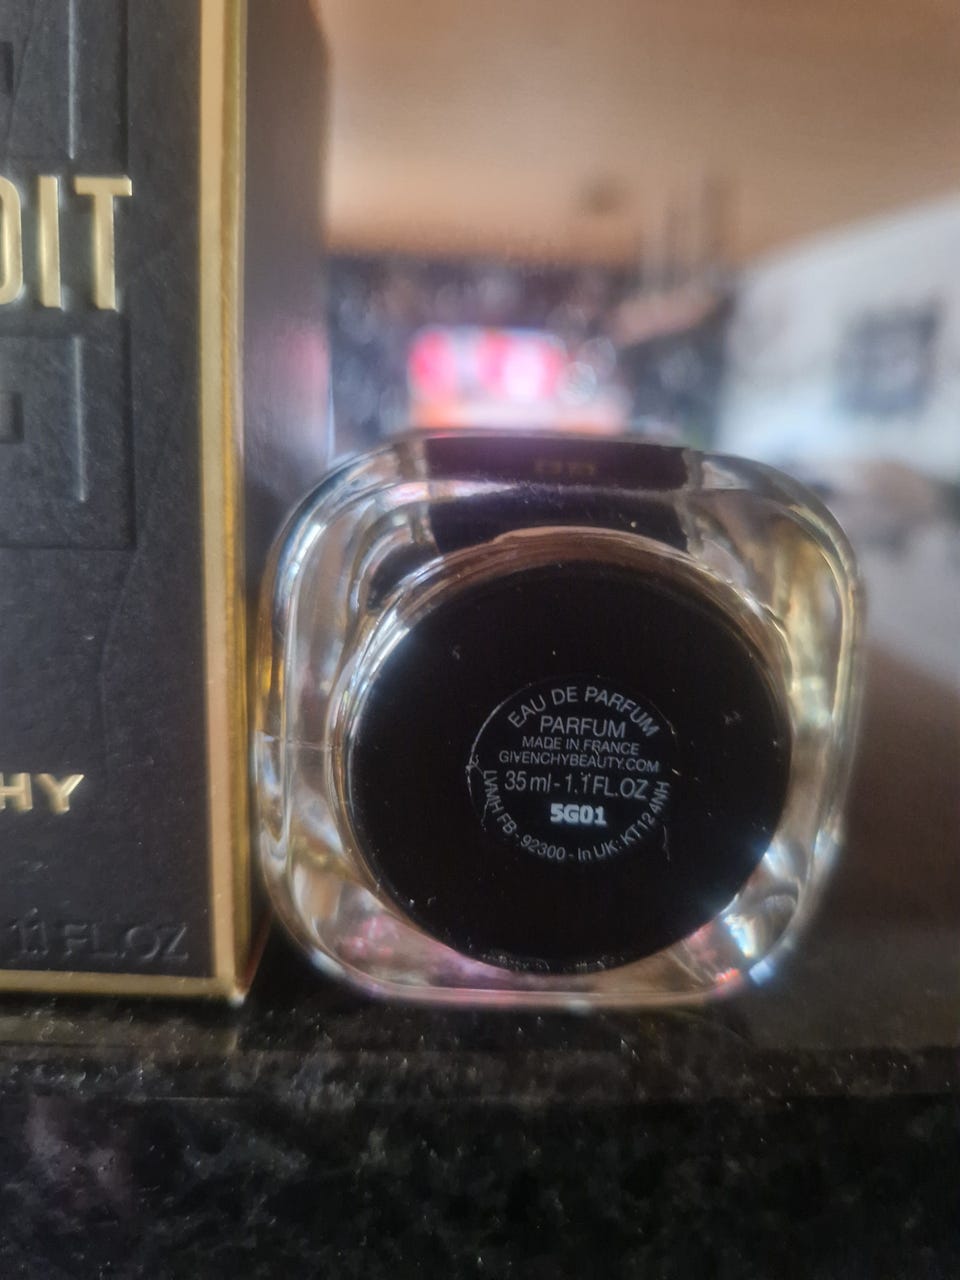 DIT
HY
1.1 FL.OZ
EAU DE PARFUM
PARFUM
MADE IN FRANCE
GIVENCHYBEAUTY.COM
35 ml - 1.1 FL.OZ
5G01
LVMH FB - 92300 - In UK: KT12 4NH